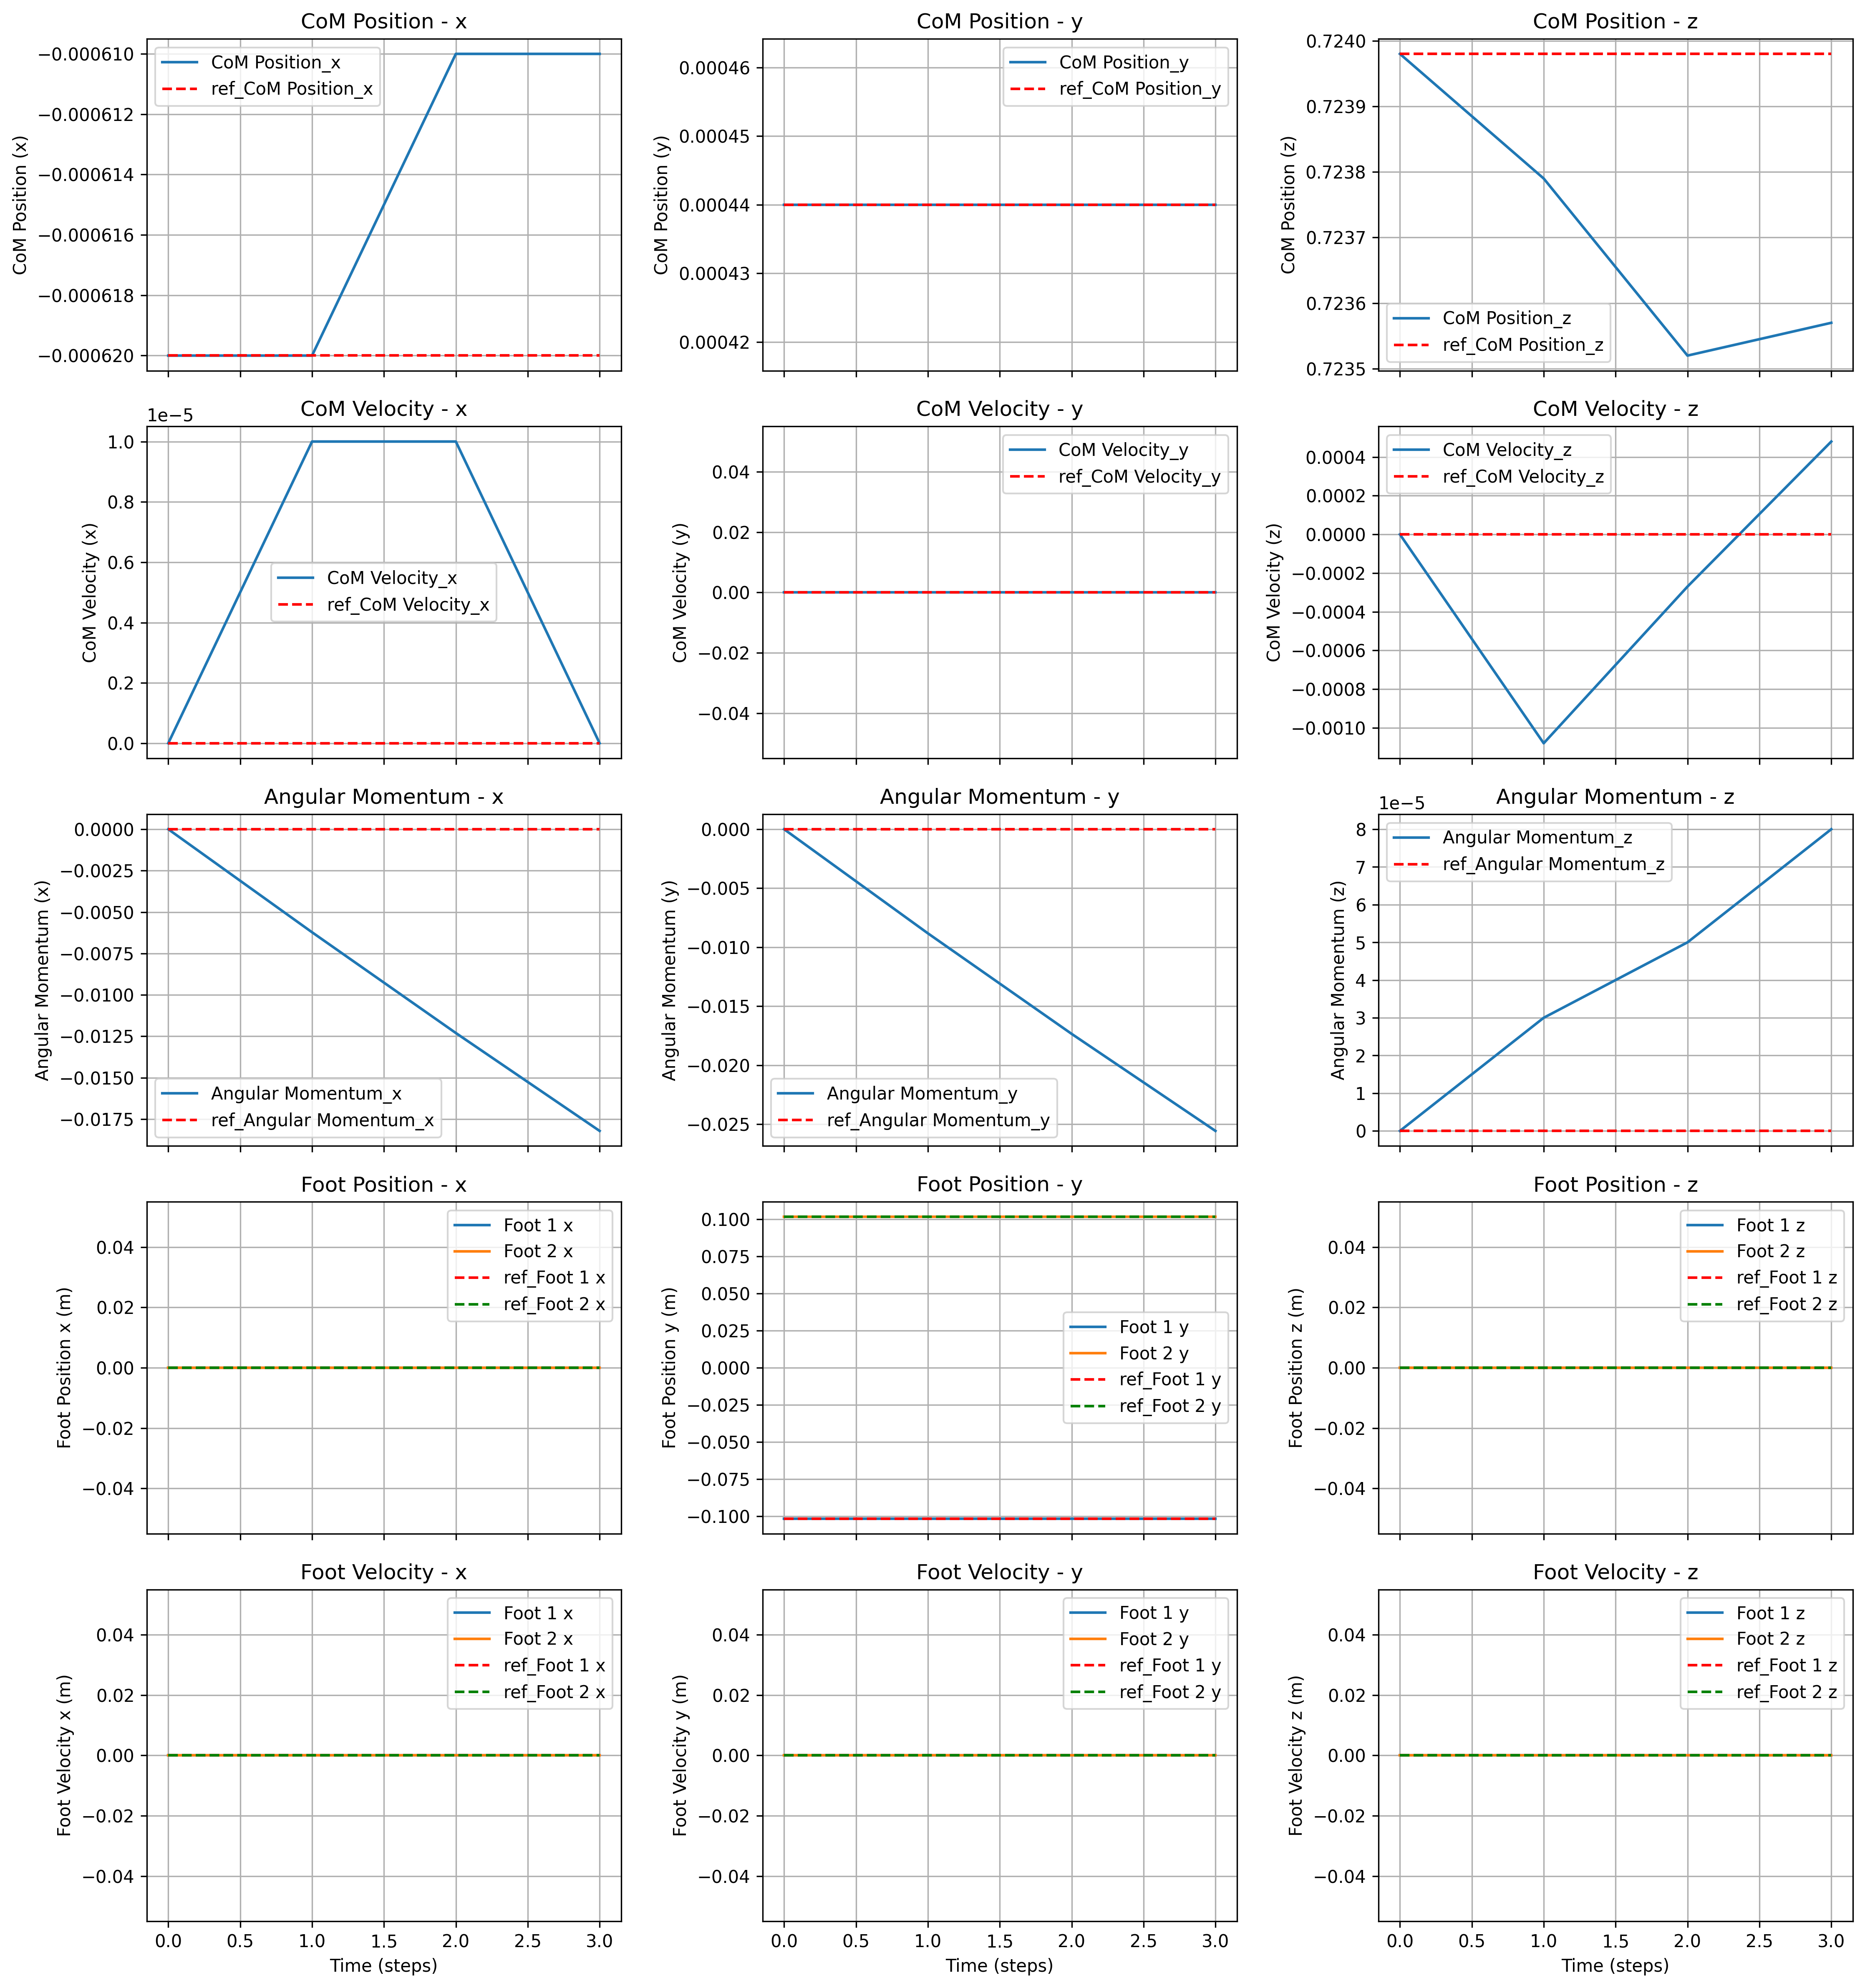 CoM Position - x
CoM Position (x)
−0.000610
−0.000612
−0.000614
−0.000616
−0.000618
−0.000620
CoM Position_x
ref_CoM Position_x
CoM Position - y
CoM Position (y)
0.00046
0.00045
0.00044
0.00043
0.00042
CoM Position_y
ref_CoM Position_y
CoM Position - z
CoM Position (z)
0.7240
0.7239
0.7238
0.7237
0.7236
0.7235
CoM Position_z
ref_CoM Position_z
CoM Velocity - x
1e−5
CoM Velocity (x)
1.0
0.8
0.6
0.4
0.2
0.0
CoM Velocity_x
ref_CoM Velocity_x
CoM Velocity - y
CoM Velocity (y)
0.04
0.02
0.00
−0.02
−0.04
CoM Velocity_y
ref_CoM Velocity_y
CoM Velocity - z
CoM Velocity (z)
0.0004
0.0002
0.0000
−0.0002
−0.0004
−0.0006
−0.0008
−0.0010
CoM Velocity_z
ref_CoM Velocity_z
Angular Momentum - x
Angular Momentum (x)
0.0000
−0.0025
−0.0050
−0.0075
−0.0100
−0.0125
−0.0150
−0.0175
Angular Momentum_x
ref_Angular Momentum_x
Angular Momentum - y
Angular Momentum (y)
0.000
−0.005
−0.010
−0.015
−0.020
−0.025
Angular Momentum_y
ref_Angular Momentum_y
Angular Momentum - z
1e−5
Angular Momentum (z)
8
7
6
5
4
3
2
1
0
Angular Momentum_z
ref_Angular Momentum_z
Foot Position - x
Foot Position x (m)
0.04
0.02
0.00
−0.02
−0.04
Foot 1 x
Foot 2 x
ref_Foot 1 x
ref_Foot 2 x
Foot Position - y
Foot Position y (m)
0.100
0.075
0.050
0.025
0.000
−0.025
−0.050
−0.075
−0.100
Foot 1 y
Foot 2 y
ref_Foot 1 y
ref_Foot 2 y
Foot Position - z
Foot Position z (m)
0.04
0.02
0.00
−0.02
−0.04
Foot 1 z
Foot 2 z
ref_Foot 1 z
ref_Foot 2 z
Foot Velocity - x
Foot Velocity x (m)
0.04
0.02
0.00
−0.02
−0.04
Foot 1 x
Foot 2 x
ref_Foot 1 x
ref_Foot 2 x
0.0 0.5 1.0 1.5 2.0 2.5 3.0
Time (steps)
Foot Velocity - y
Foot Velocity y (m)
0.04
0.02
0.00
−0.02
−0.04
Foot 1 y
Foot 2 y
ref_Foot 1 y
ref_Foot 2 y
0.0 0.5 1.0 1.5 2.0 2.5 3.0
Time (steps)
Foot Velocity - z
Foot Velocity z (m)
0.04
0.02
0.00
−0.02
−0.04
Foot 1 z
Foot 2 z
ref_Foot 1 z
ref_Foot 2 z
0.0 0.5 1.0 1.5 2.0 2.5 3.0
Time (steps)